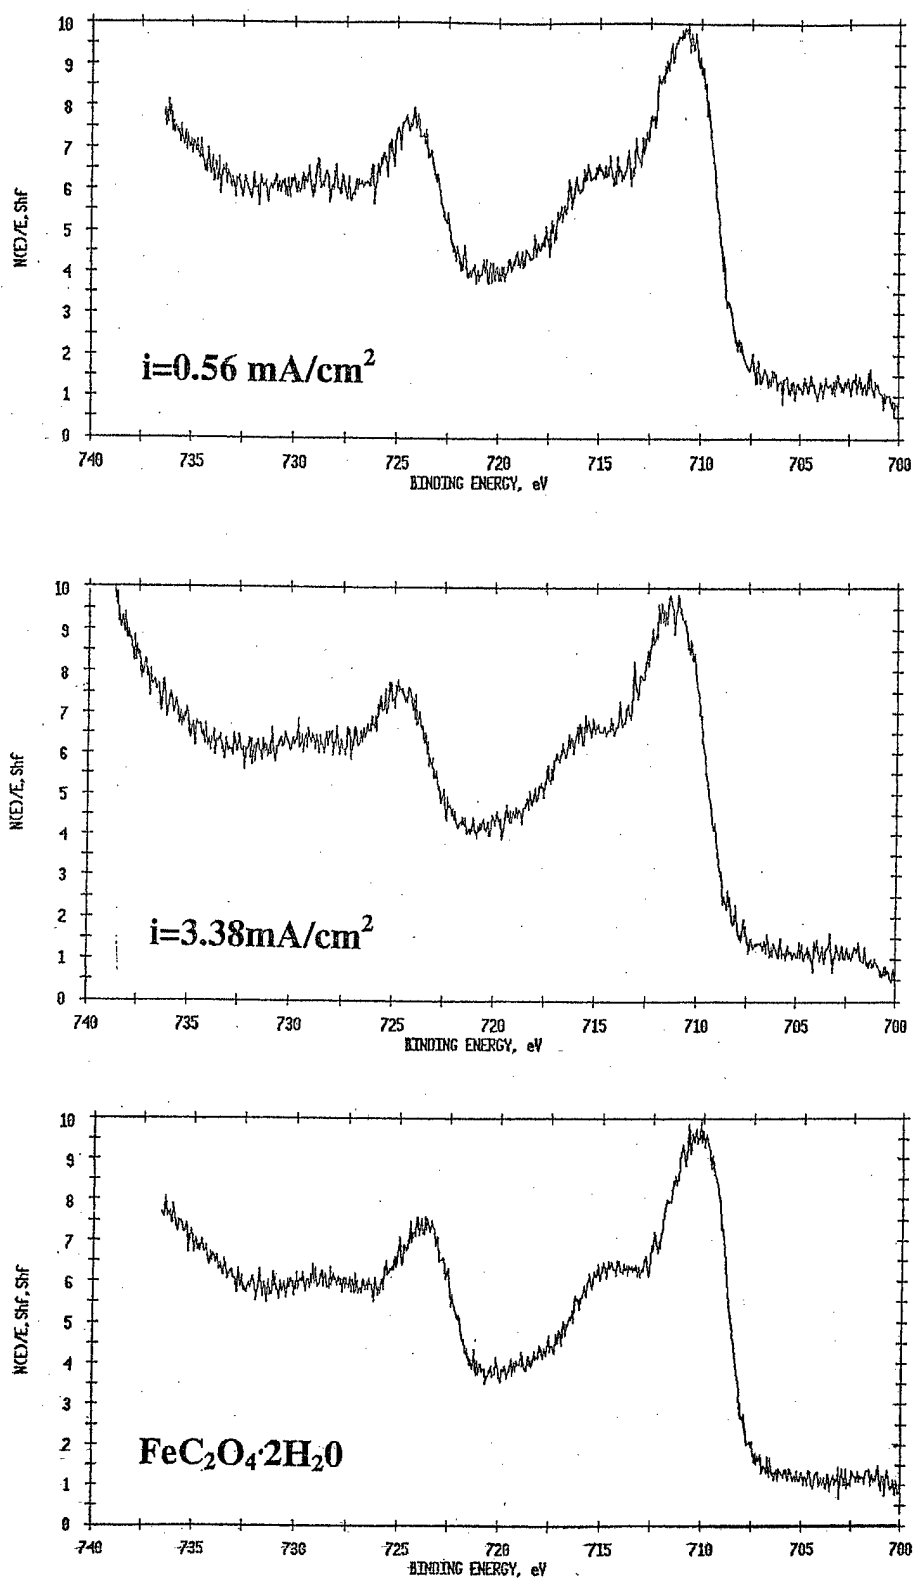 10
9
8
7
6
5
4
3
2
1
0
N(E)/E,Shf
i=0.56 mA/cm²
740 735 730 725 720 715 710 705 700
BINDING ENERGY, eV
10
9
8
7
6
5
4
3
2
1
0
N(E)/E,Shf
i=3.38mA/cm²
740 735 730 725 720 715 710 705 700
BINDING ENERGY, eV
10
9
8
7
6
5
4
3
2
1
0
N(E)/E,Shf,Shf
FeC₂O₄·2H₂0
740 735 730 725 720 715 710 705 700
BINDING ENERGY, eV